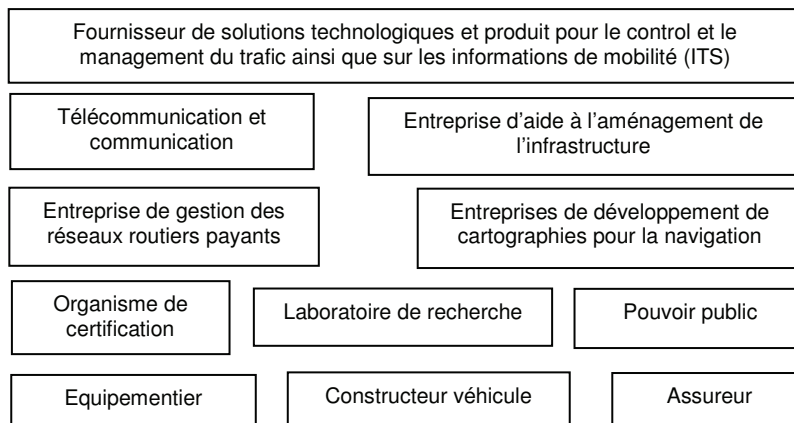 Fournisseur de solutions technologiques et produit pour le control et le
management du trafic ainsi que sur les informations de mobilité (ITS)
Télécommunication et
communication
Entreprise d'aide à l'aménagement de
l'infrastructure
Entreprise de gestion des
réseaux routiers payants
Entreprises de développement de
cartographies pour la navigation
Organisme de
certification
Laboratoire de recherche
Pouvoir public
Equipementier
Constructeur véhicule
Assureur